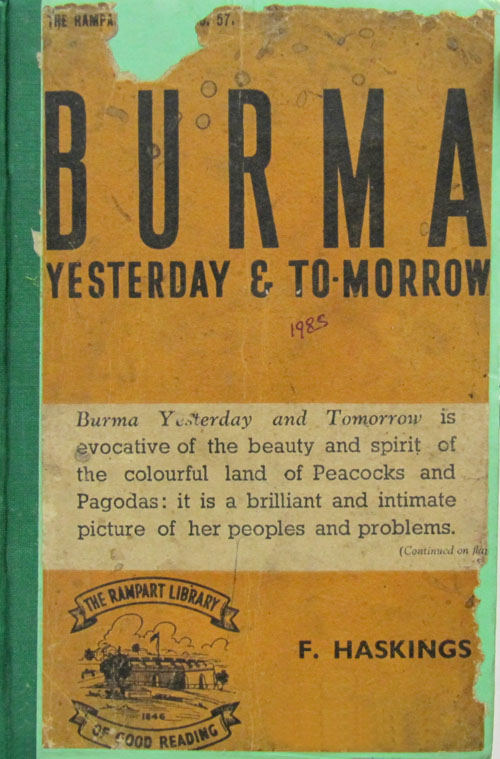 THE RAMPA 57.
BURMA
YESTERDAY & TO-MORROW
1985
Burma Yesterday and Tomorrow is
evocative of the beauty and spirit of
the colourful land of Peacocks and
Pagodas: it is a brilliant and intimate
picture of her peoples and problems.
(Continued on flap
THE RAMPART LIBRARY
1846
OF GOOD READING
F. HASKINGS